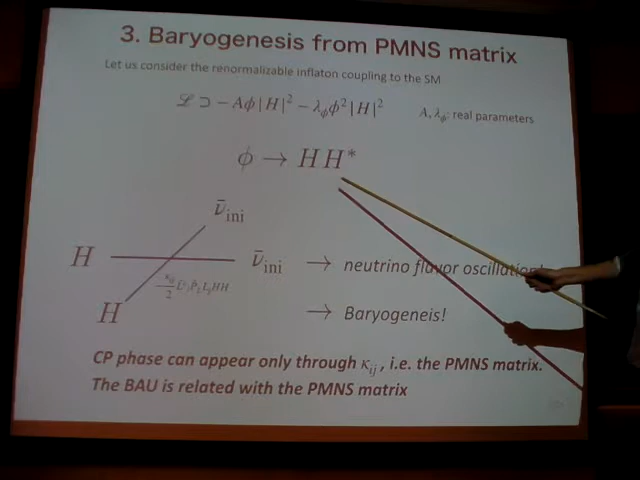 3. Baryogenesis from PMNS matrix
Let us consider the renormalizable inflaton coupling to the SM
ℒ ⊃ −Aϕ|H|² − λ_ϕϕ²|H|²
A, λ_ϕ: real parameters
ϕ → HH*
ν̄_ini
H ν̄_ini → neutrino flavor oscillation!
H → Baryogeneis!
CP phase can appear only through κ_ij, i.e. the PMNS matrix.
The BAU is related with the PMNS matrix